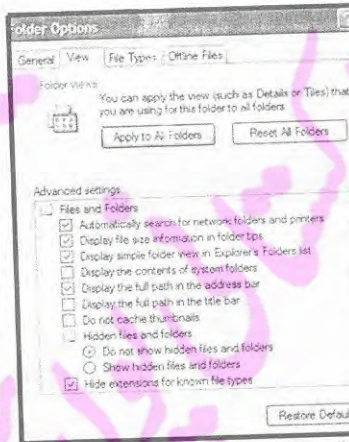 older Options
General View File Types Offline Files
Folder views
You can apply the view (such as Details or Tiles) that
you are using for this folder to all folders.
Apply to All Folders Reset All Folders
Advanced settings:
Files and Folders
Automatically search for network folders and printers
Display file size information in folder tips
Display simple folder view in Explorer's Folders list
Display the contents of system folders
Display the full path in the address bar
Display the full path in the title bar
Do not cache thumbnails
Hidden files and folders
Do not show hidden files and folders
Show hidden files and folders
Hide extensions for known file types
Restore Defaul